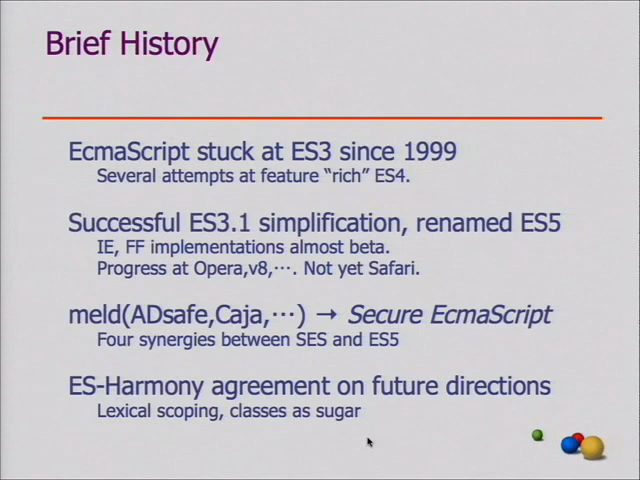 Brief History
EcmaScript stuck at ES3 since 1999
Several attempts at feature “rich” ES4.
Successful ES3.1 simplification, renamed ES5
IE, FF implementations almost beta.
Progress at Opera,v8,⋯. Not yet Safari.
meld(ADsafe,Caja,⋯) → Secure EcmaScript
Four synergies between SES and ES5
ES-Harmony agreement on future directions
Lexical scoping, classes as sugar